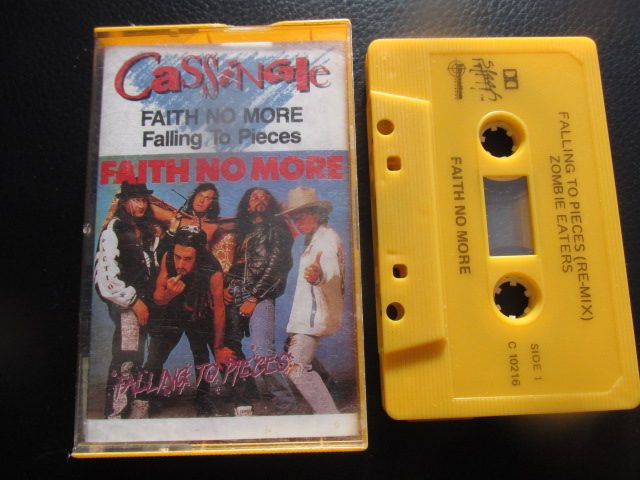 CaSSiNGle
FAITH NO MORE
Falling To Pieces
FAITH NO MORE
FALLING TO PIECES
FALLING TO PIECES (RE-MIX)
ZOMBIE EATERS
FAITH NO MORE
SIDE 1
C 10216